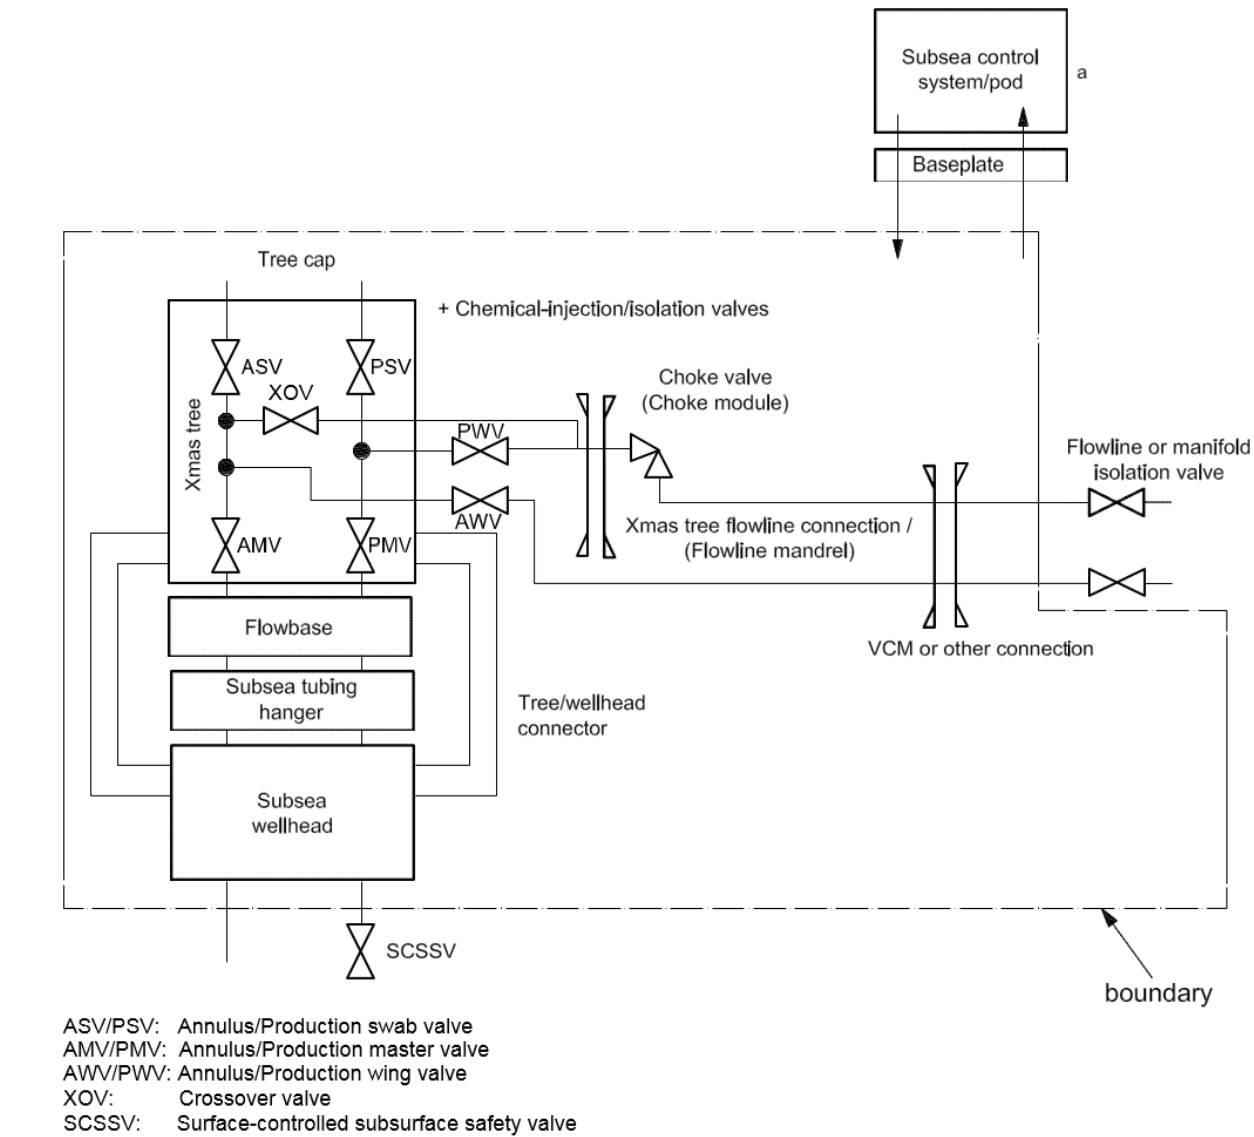 Subsea control
system/pod
a
Baseplate
Tree cap
+ Chemical-injection/isolation valves
ASV
PSV
XOV
Choke valve
(Choke module)
Xmas tree
PWV
Flowline or manifold
isolation valve
AWV
Xmas tree flowline connection /
(Flowline mandrel)
AMV
PMV
Flowbase
VCM or other connection
Subsea tubing
hanger
Tree/wellhead
connector
Subsea
wellhead
SCSSV
boundary
ASV/PSV: Annulus/Production swab valve
AMV/PMV: Annulus/Production master valve
AWV/PWV: Annulus/Production wing valve
XOV: Crossover valve
SCSSV: Surface-controlled subsurface safety valve